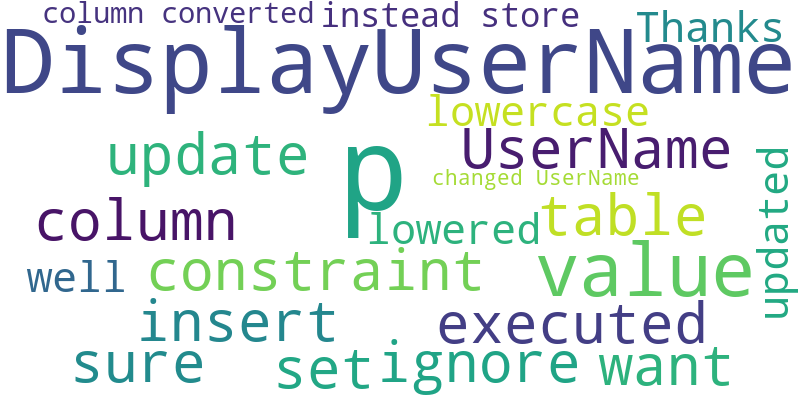 column converted instead store
Thanks
DisplayUserName
lowercase
update p UserName
changed UserName
column lowered table
updated
well constraint value
insert executed
sure set ignore want